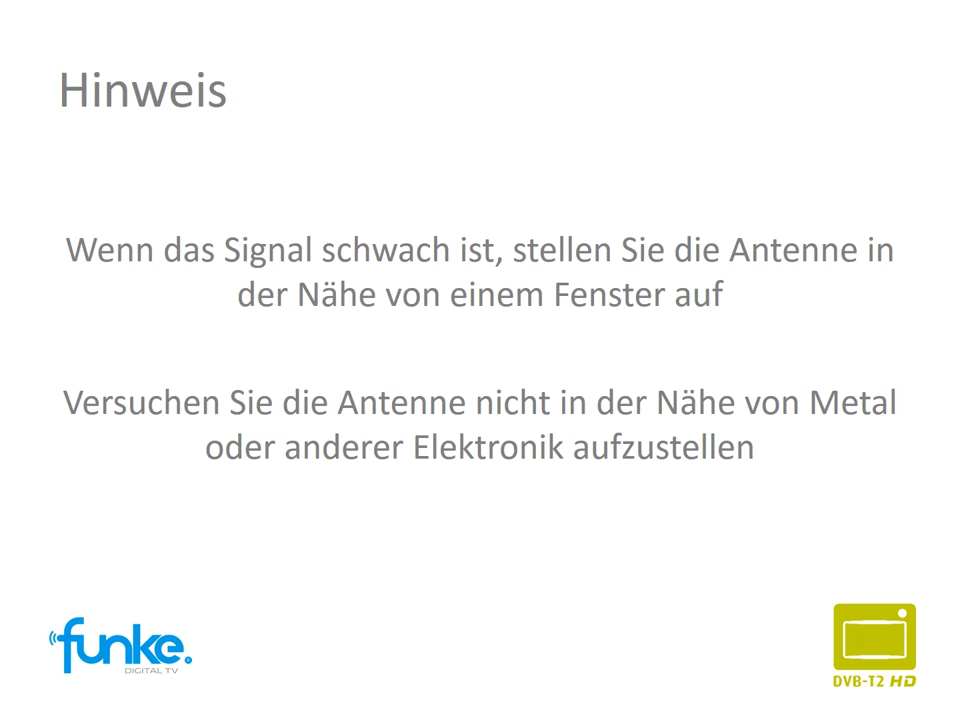 Hinweis
Wenn das Signal schwach ist, stellen Sie die Antenne in
der Nähe von einem Fenster auf
Versuchen Sie die Antenne nicht in der Nähe von Metal
oder anderer Elektronik aufzustellen
funke.
DIGITAL TV
DVB-T2 HD